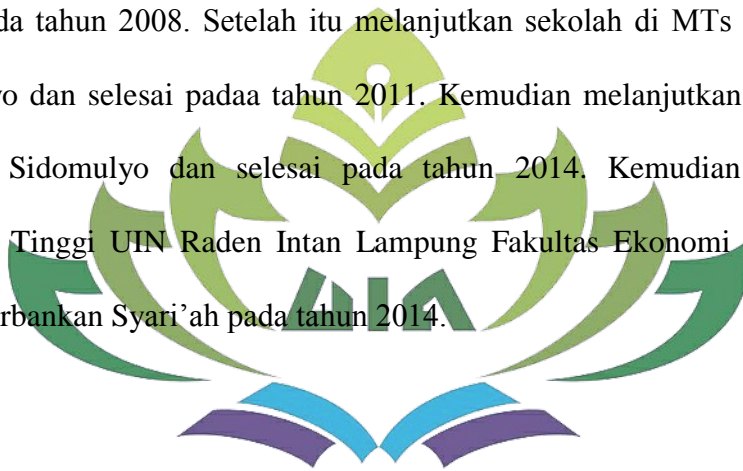 da tahun 2008. Setelah itu melanjutkan sekolah di MTs
yo dan selesai padaa tahun 2011. Kemudian melanjutkan
Sidomulyo dan selesai pada tahun 2014. Kemudian
Tinggi UIN Raden Intan Lampung Fakultas Ekonomi
rbankan Syari’ah pada tahun 2014.